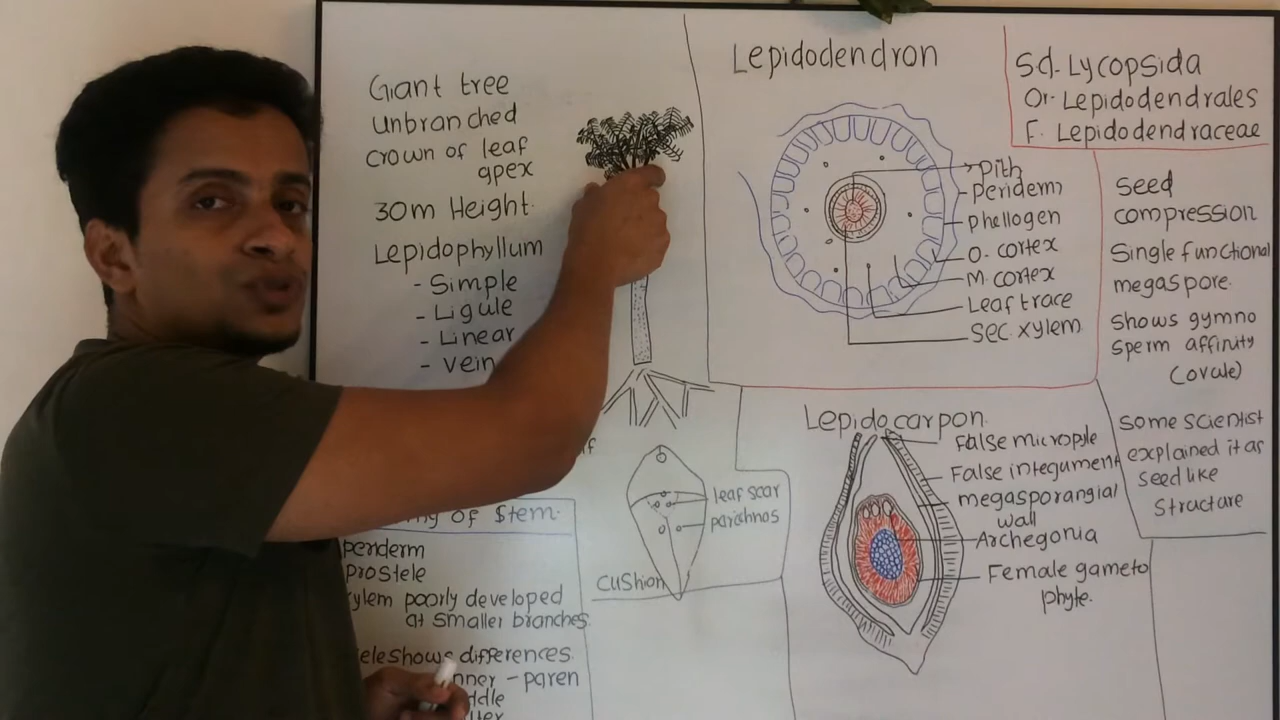 Giant tree
Unbranched
Crown of leaf
apex
30m Height.
Lepidophyllum
- Simple
- Ligule
- Linear
- Vein
of Stem.
periderm
prostele
xylem poorly developed
at smaller branches.
shows differences.
nner - paren
ddle
leaf scar
parichnos
Cushion
Lepidodendron
pith
periderm
phellogen
O. cortex
M. cortex
Leaf trace
Sec. xylem
Sd. Lycopsida
Or. Lepidodendrales
F. Lepidodendraceae
Seed
compression
Single functional
megaspore.
Shows gymno
sperm affinity
(ovule)
Some scientist
explained it as
seed like
structure
Lepidocarpon.
False micropyle
False integument
megasporangial
wall
Archegonia
Female gameto
phyte.